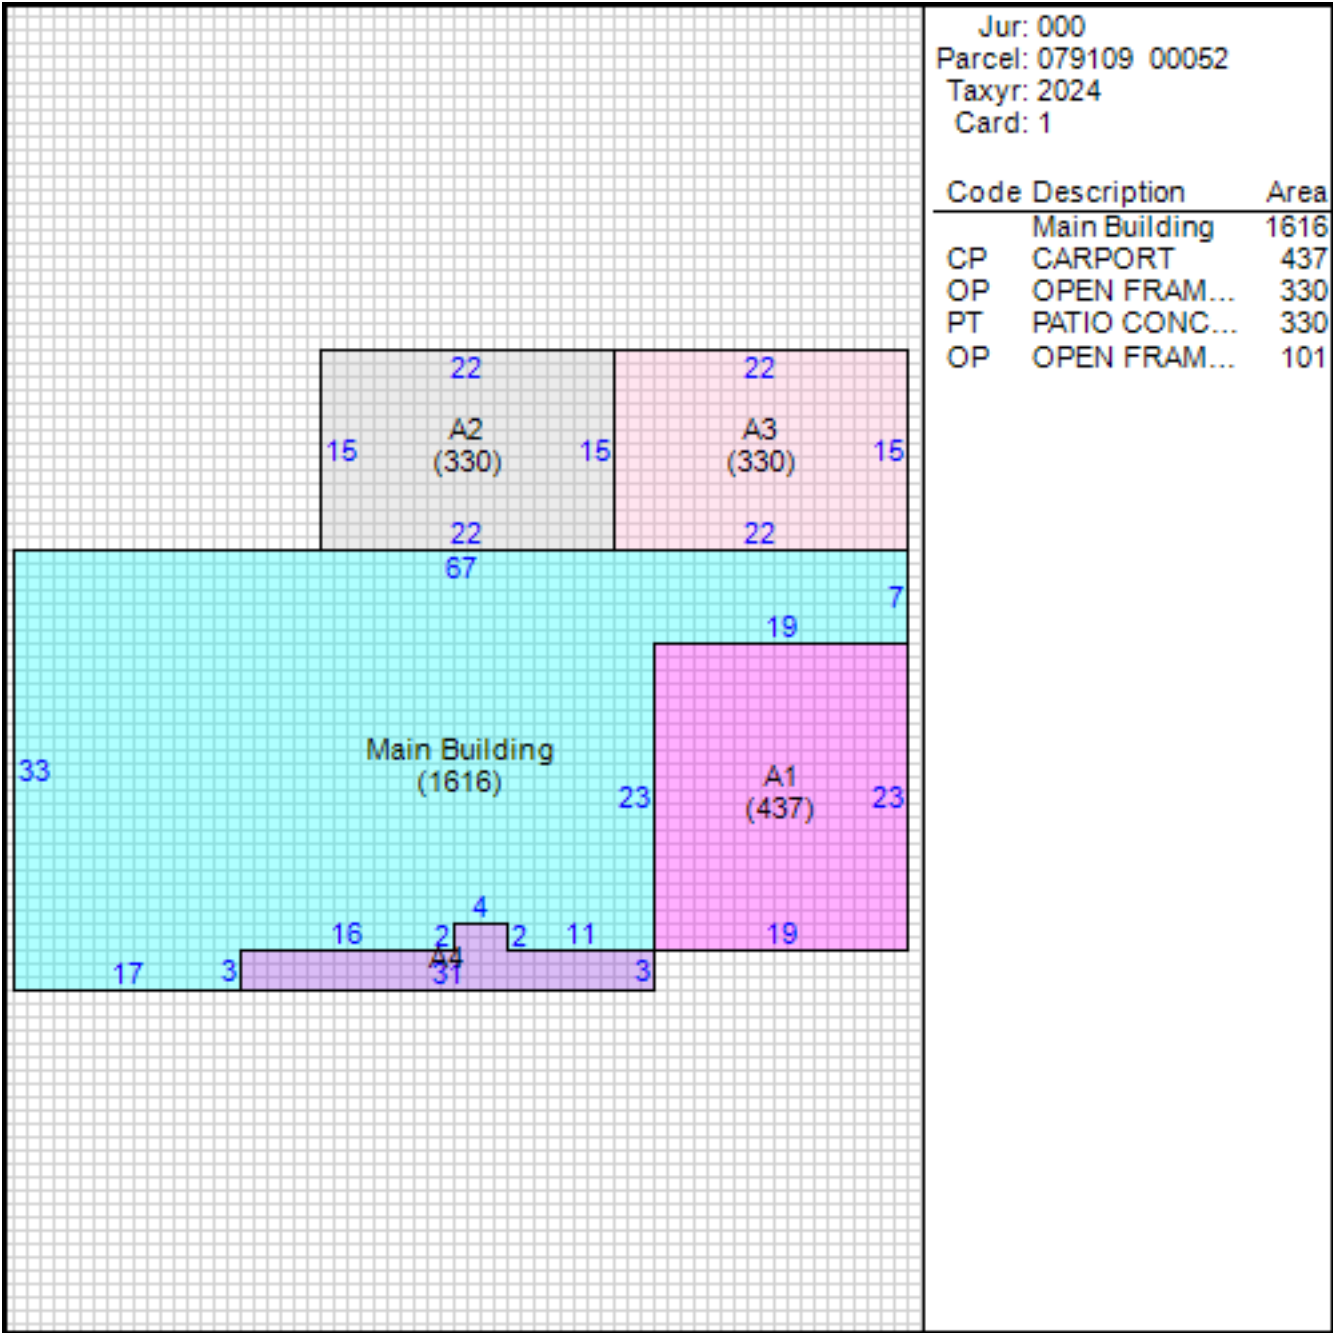 Jur: 000
Parcel: 079109 00052
Taxyr: 2024
Card: 1
Code Description Area
Main Building 1616
CP CARPORT 437
OP OPEN FRAM... 330
PT PATIO CONC... 330
OP OPEN FRAM... 101
22 22
A2 A3
(330) (330)
15 15 15
22 22
67
7
19
Main Building
(1616)
33
A1
(437)
23 23
4
16 2 2 11 19
A4
17 3 31 3